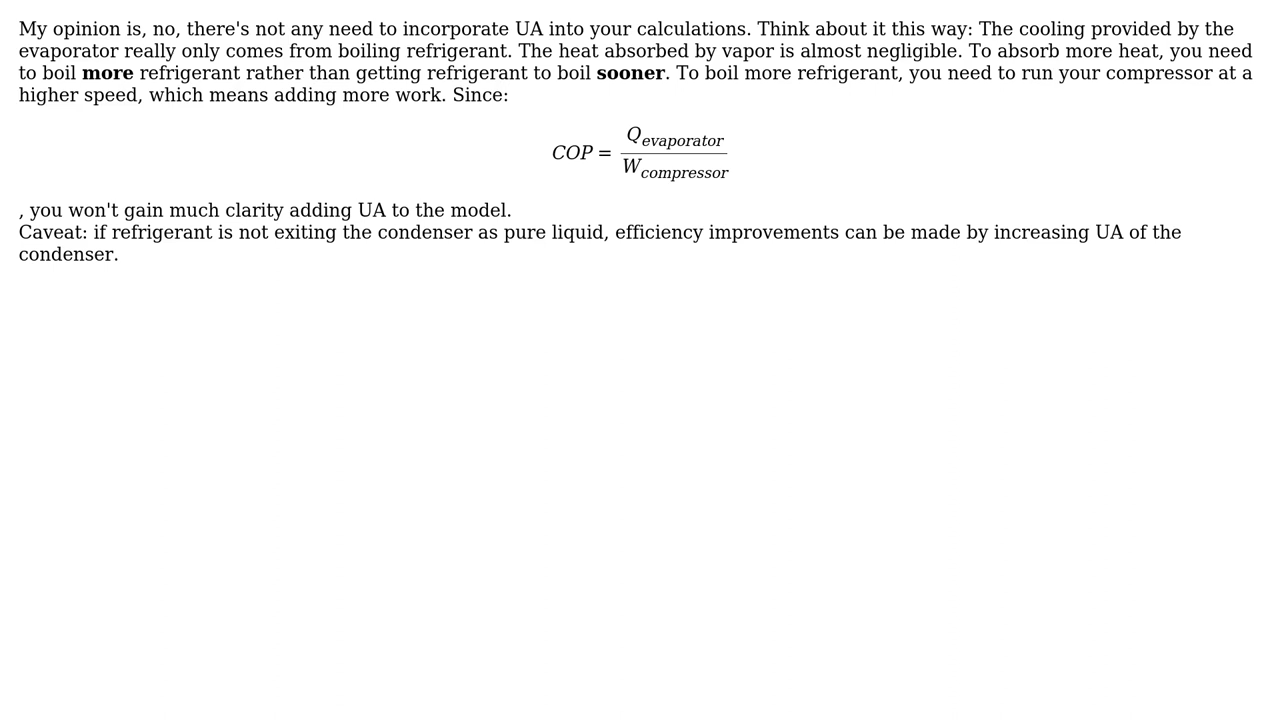 My opinion is, no, there's not any need to incorporate UA into your calculations. Think about it this way: The cooling provided by the
evaporator really only comes from boiling refrigerant. The heat absorbed by vapor is almost negligible. To absorb more heat, you need
to boil more refrigerant rather than getting refrigerant to boil sooner. To boil more refrigerant, you need to run your compressor at a
higher speed, which means adding more work. Since:
COP = Q_evaporator / W_compressor
, you won't gain much clarity adding UA to the model.
Caveat: if refrigerant is not exiting the condenser as pure liquid, efficiency improvements can be made by increasing UA of the
condenser.